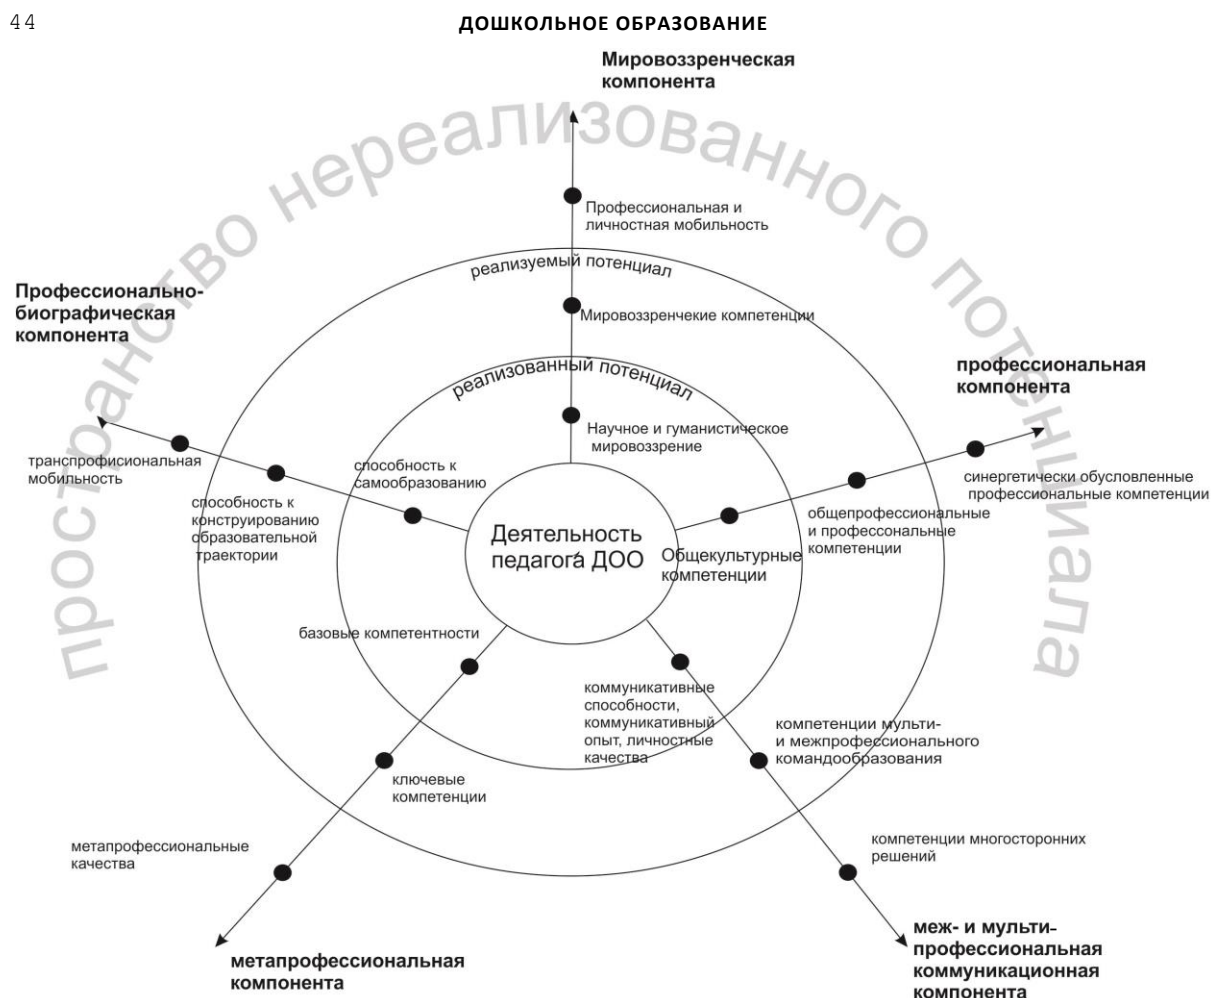 44
ДОШКОЛЬНОЕ ОБРАЗОВАНИЕ
Мировоззренческая
компонента
пространство нереализованного потенциала
Профессиональная и
личностная мобильность
реализуемый потенциал
Профессионально-
биографическая
компонента
Мировоззренчекие компетенции
реализованный потенциал
профессиональная
компонента
Научное и гуманистическое
мировоззрение
транспрофисиональная
мобильность
способность к
самообразованию
синергетически обусловленные
профессиональные компетенции
способность к
конструированию
образовательной
траектории
общепрофессиональные
и профессональные
компетенции
Деятельность
педагога ДОО
Общекультурные
компетенции
базовые компетентности
коммуникативные
способности,
коммуникативный
опыт, личностные
качества
компетенции мульти-
и межпрофессионального
командообразования
ключевые
компетенции
метапрофессиональные
качества
компетенции многосторонних
решений
метапрофессиональная
компонента
меж- и мульти-
профессиональная
коммуникационная
компонента